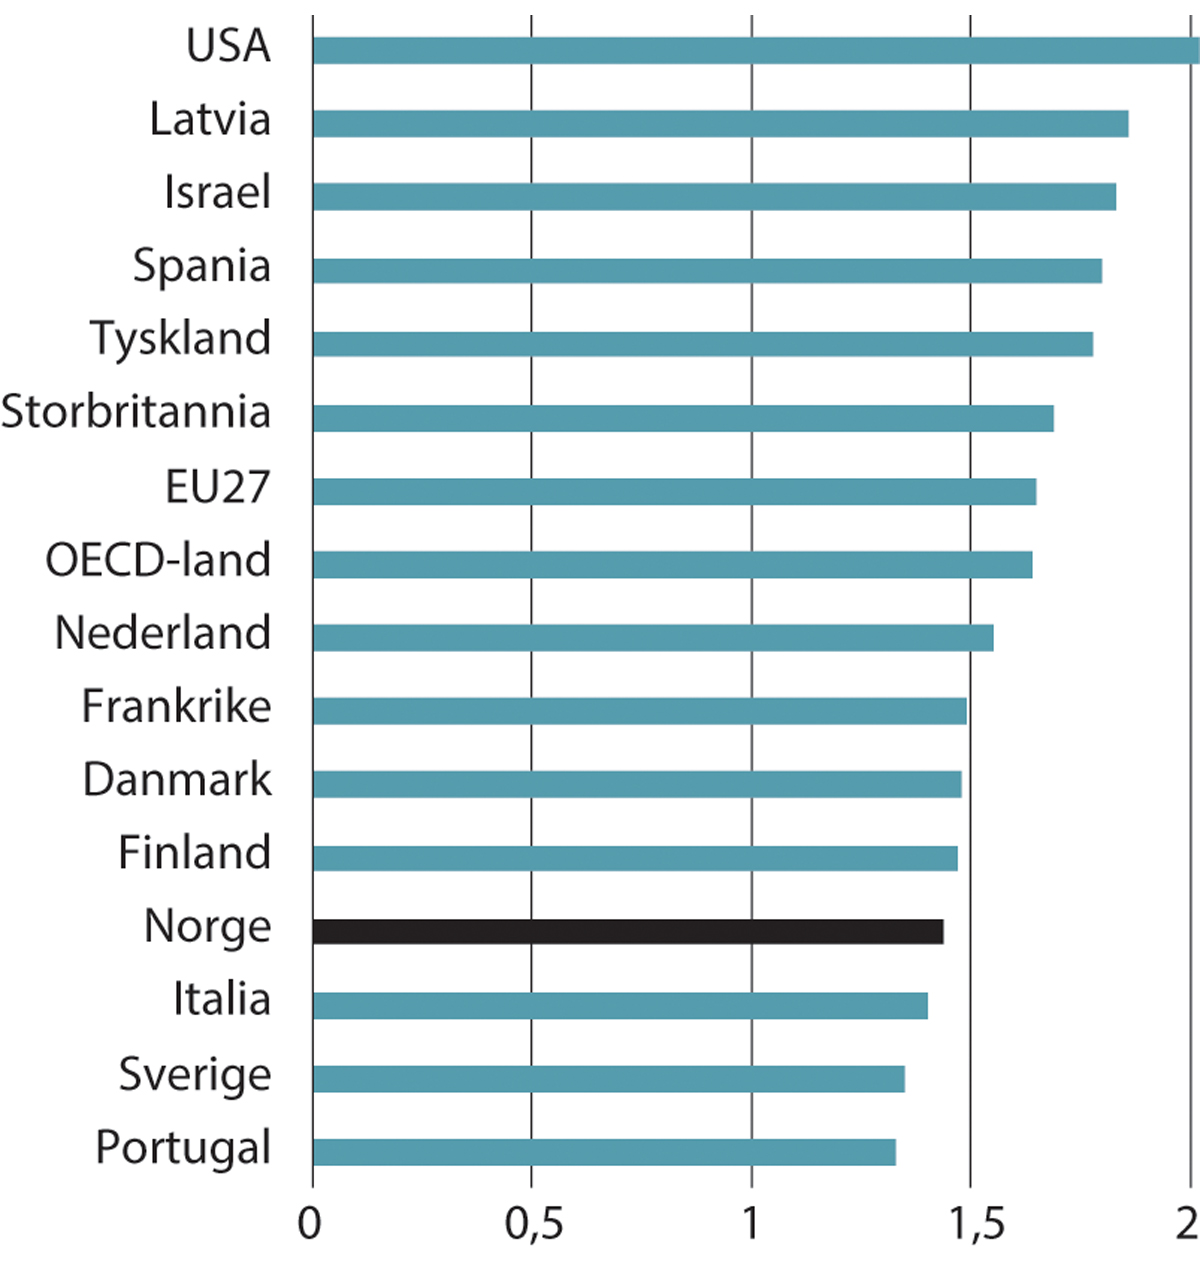 USA
Latvia
Israel
Spania
Tyskland
Storbritannia
EU27
OECD-land
Nederland
Frankrike
Danmark
Finland
Norge
Italia
Sverige
Portugal
0 0,5 1 1,5 2